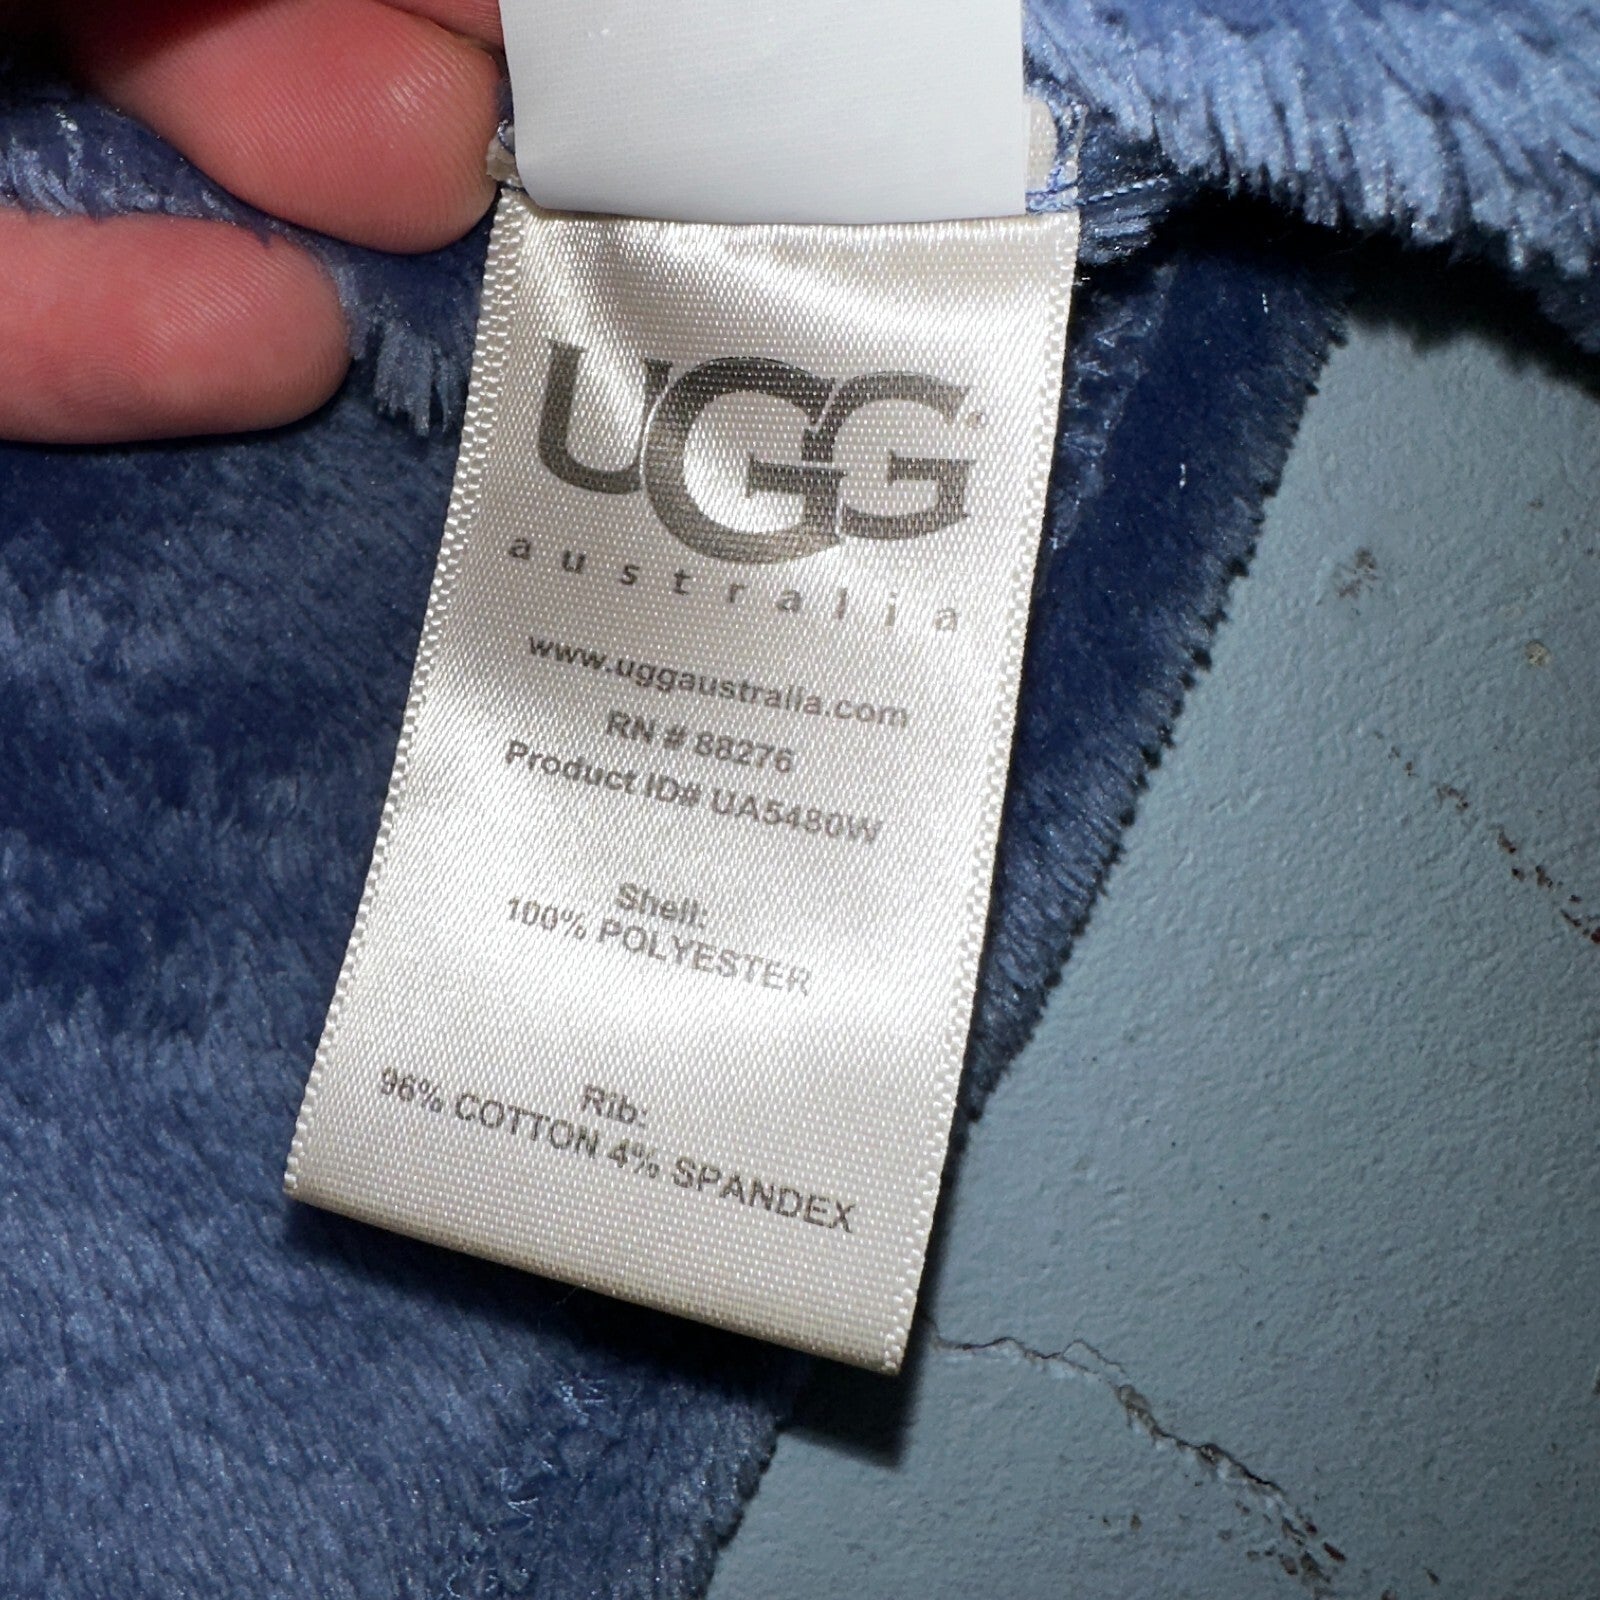 UGG®
australia
www.uggaustralia.com
RN # 88276
Product ID# UA5480W
Shell:
100% POLYESTER
Rib:
96% COTTON 4% SPANDEX